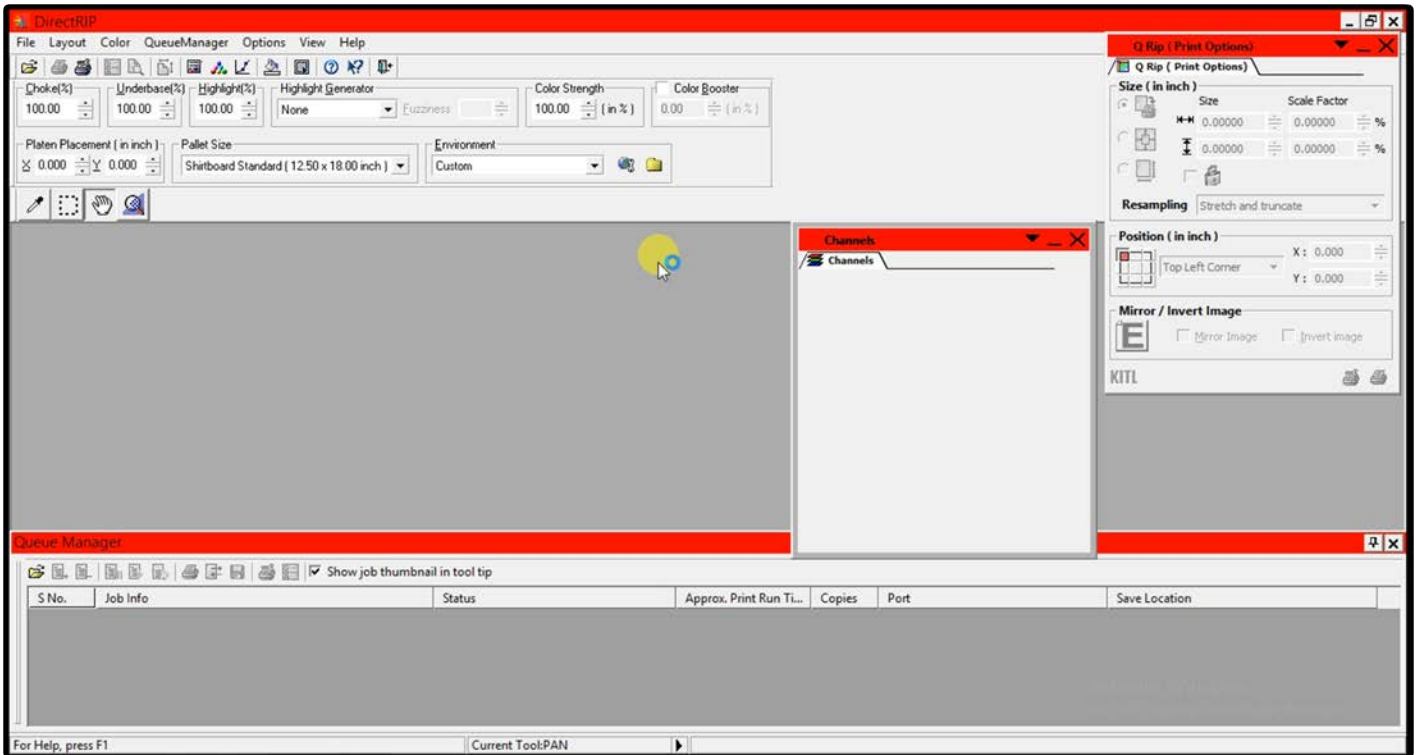 DirectRIP
File Layout Color QueueManager Options View Help
Choke(%) Underbase(%) Highlight(%) Highlight Generator Color Strength Color Booster
100.00 100.00 100.00 None Fuzziness 100.00 ( in % ) 0.00 ( in % )
Platen Placement ( in inch ) Pallet Size Environment
X 0.000 Y 0.000 Shirtboard Standard ( 12.50 x 18.00 inch ) Custom
Q Rip ( Print Options)
Q Rip ( Print Options)
Size ( in inch )
Size Scale Factor
0.00000 0.00000 %
0.00000 0.00000 %
Resampling Stretch and truncate
Position ( in inch )
Top Left Corner
X : 0.000
Y : 0.000
Mirror / Invert Image
E Mirror Image Invert image
KITL
Channels
Channels
Queue Manager
Show job thumbnail in tool tip
S No. Job Info Status Approx. Print Run Ti... Copies Port Save Location
For Help, press F1 Current Tool:PAN